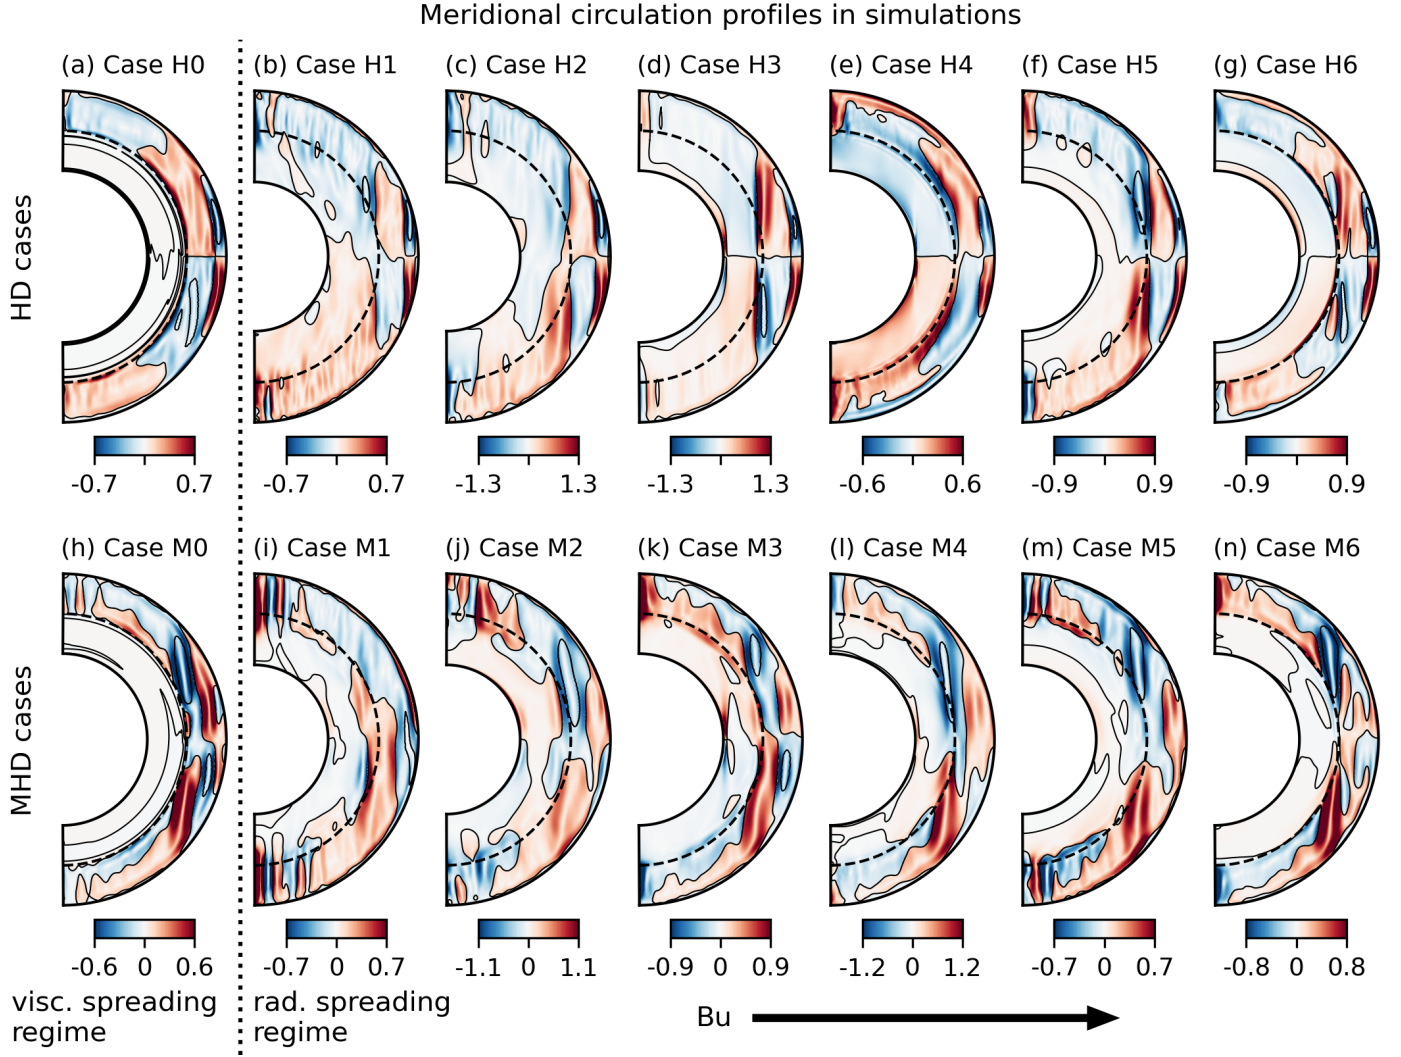 Meridional circulation profiles in simulations
(a) Case H0 (b) Case H1 (c) Case H2 (d) Case H3 (e) Case H4 (f) Case H5 (g) Case H6
HD cases
-0.7 0.7 -0.7 0.7 -1.3 1.3 -1.3 1.3 -0.6 0.6 -0.9 0.9 -0.9 0.9
(h) Case M0 (i) Case M1 (j) Case M2 (k) Case M3 (l) Case M4 (m) Case M5 (n) Case M6
MHD cases
-0.6 0 0.6 -0.7 0 0.7 -1.1 0 1.1 -0.9 0 0.9 -1.2 0 1.2 -0.7 0 0.7 -0.8 0 0.8
visc. spreading
regime
rad. spreading
regime
Bu